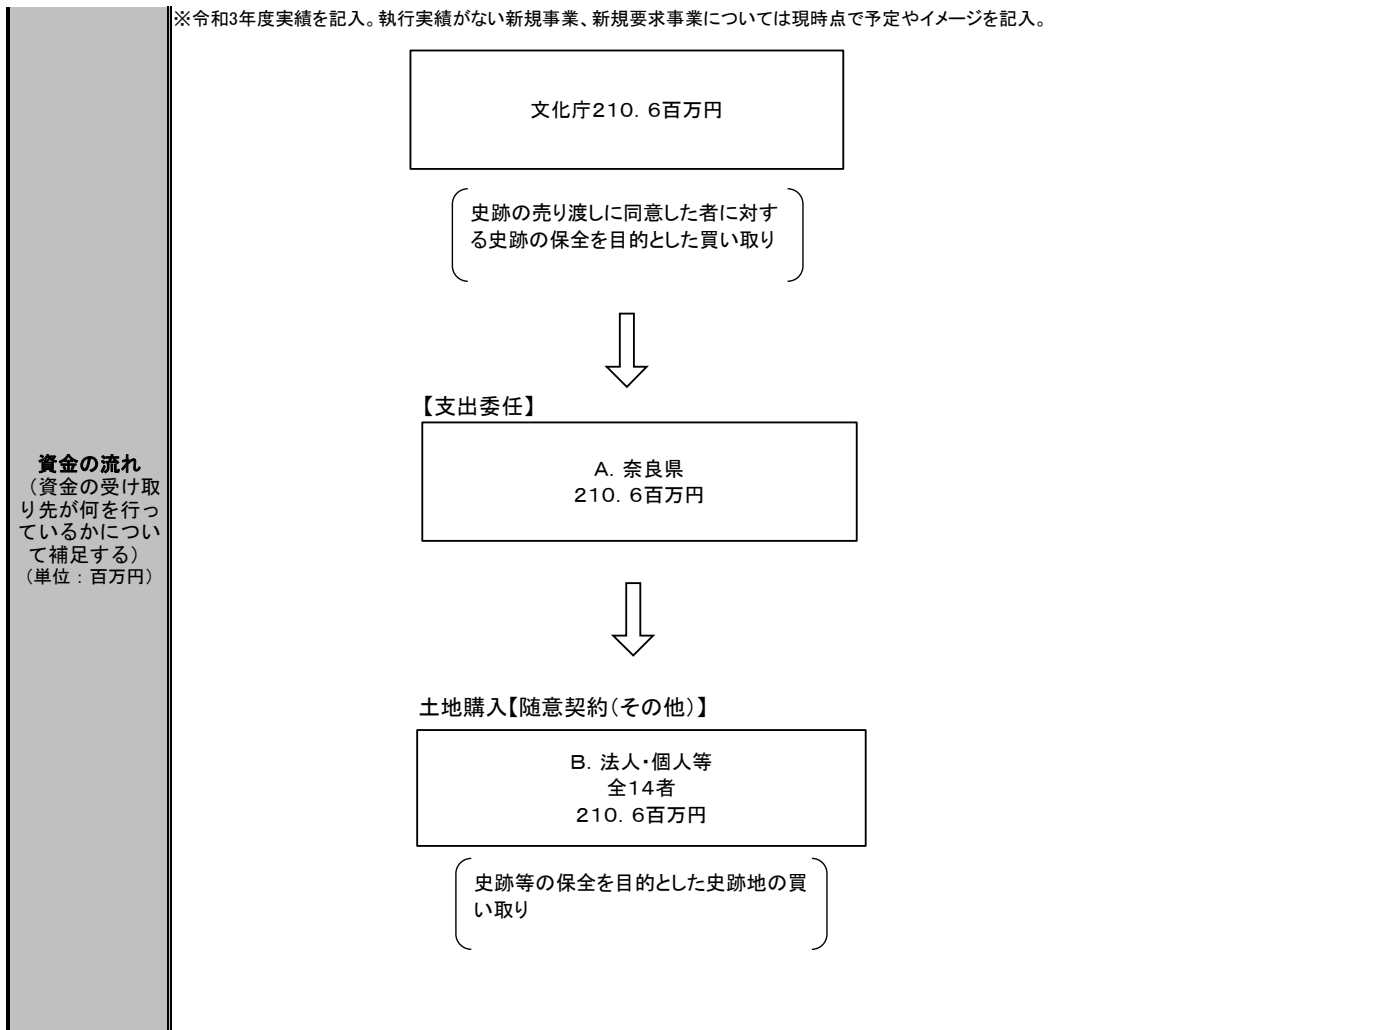 ※令和3年度実績を記入。執行実績がない新規事業、新規要求事業については現時点で予定やイメージを記入。
資金の流れ
（資金の受け取
り先が何を行っ
ているかについ
て補足する）
（単位：百万円）
文化庁２１０．６百万円
史跡の売り渡しに同意した者に対す
る史跡の保全を目的とした買い取り
【支出委任】
Ａ．奈良県
２１０．６百万円
土地購入【随意契約（その他）】
Ｂ．法人・個人等
全１４者
２１０．６百万円
史跡等の保全を目的とした史跡地の買
い取り